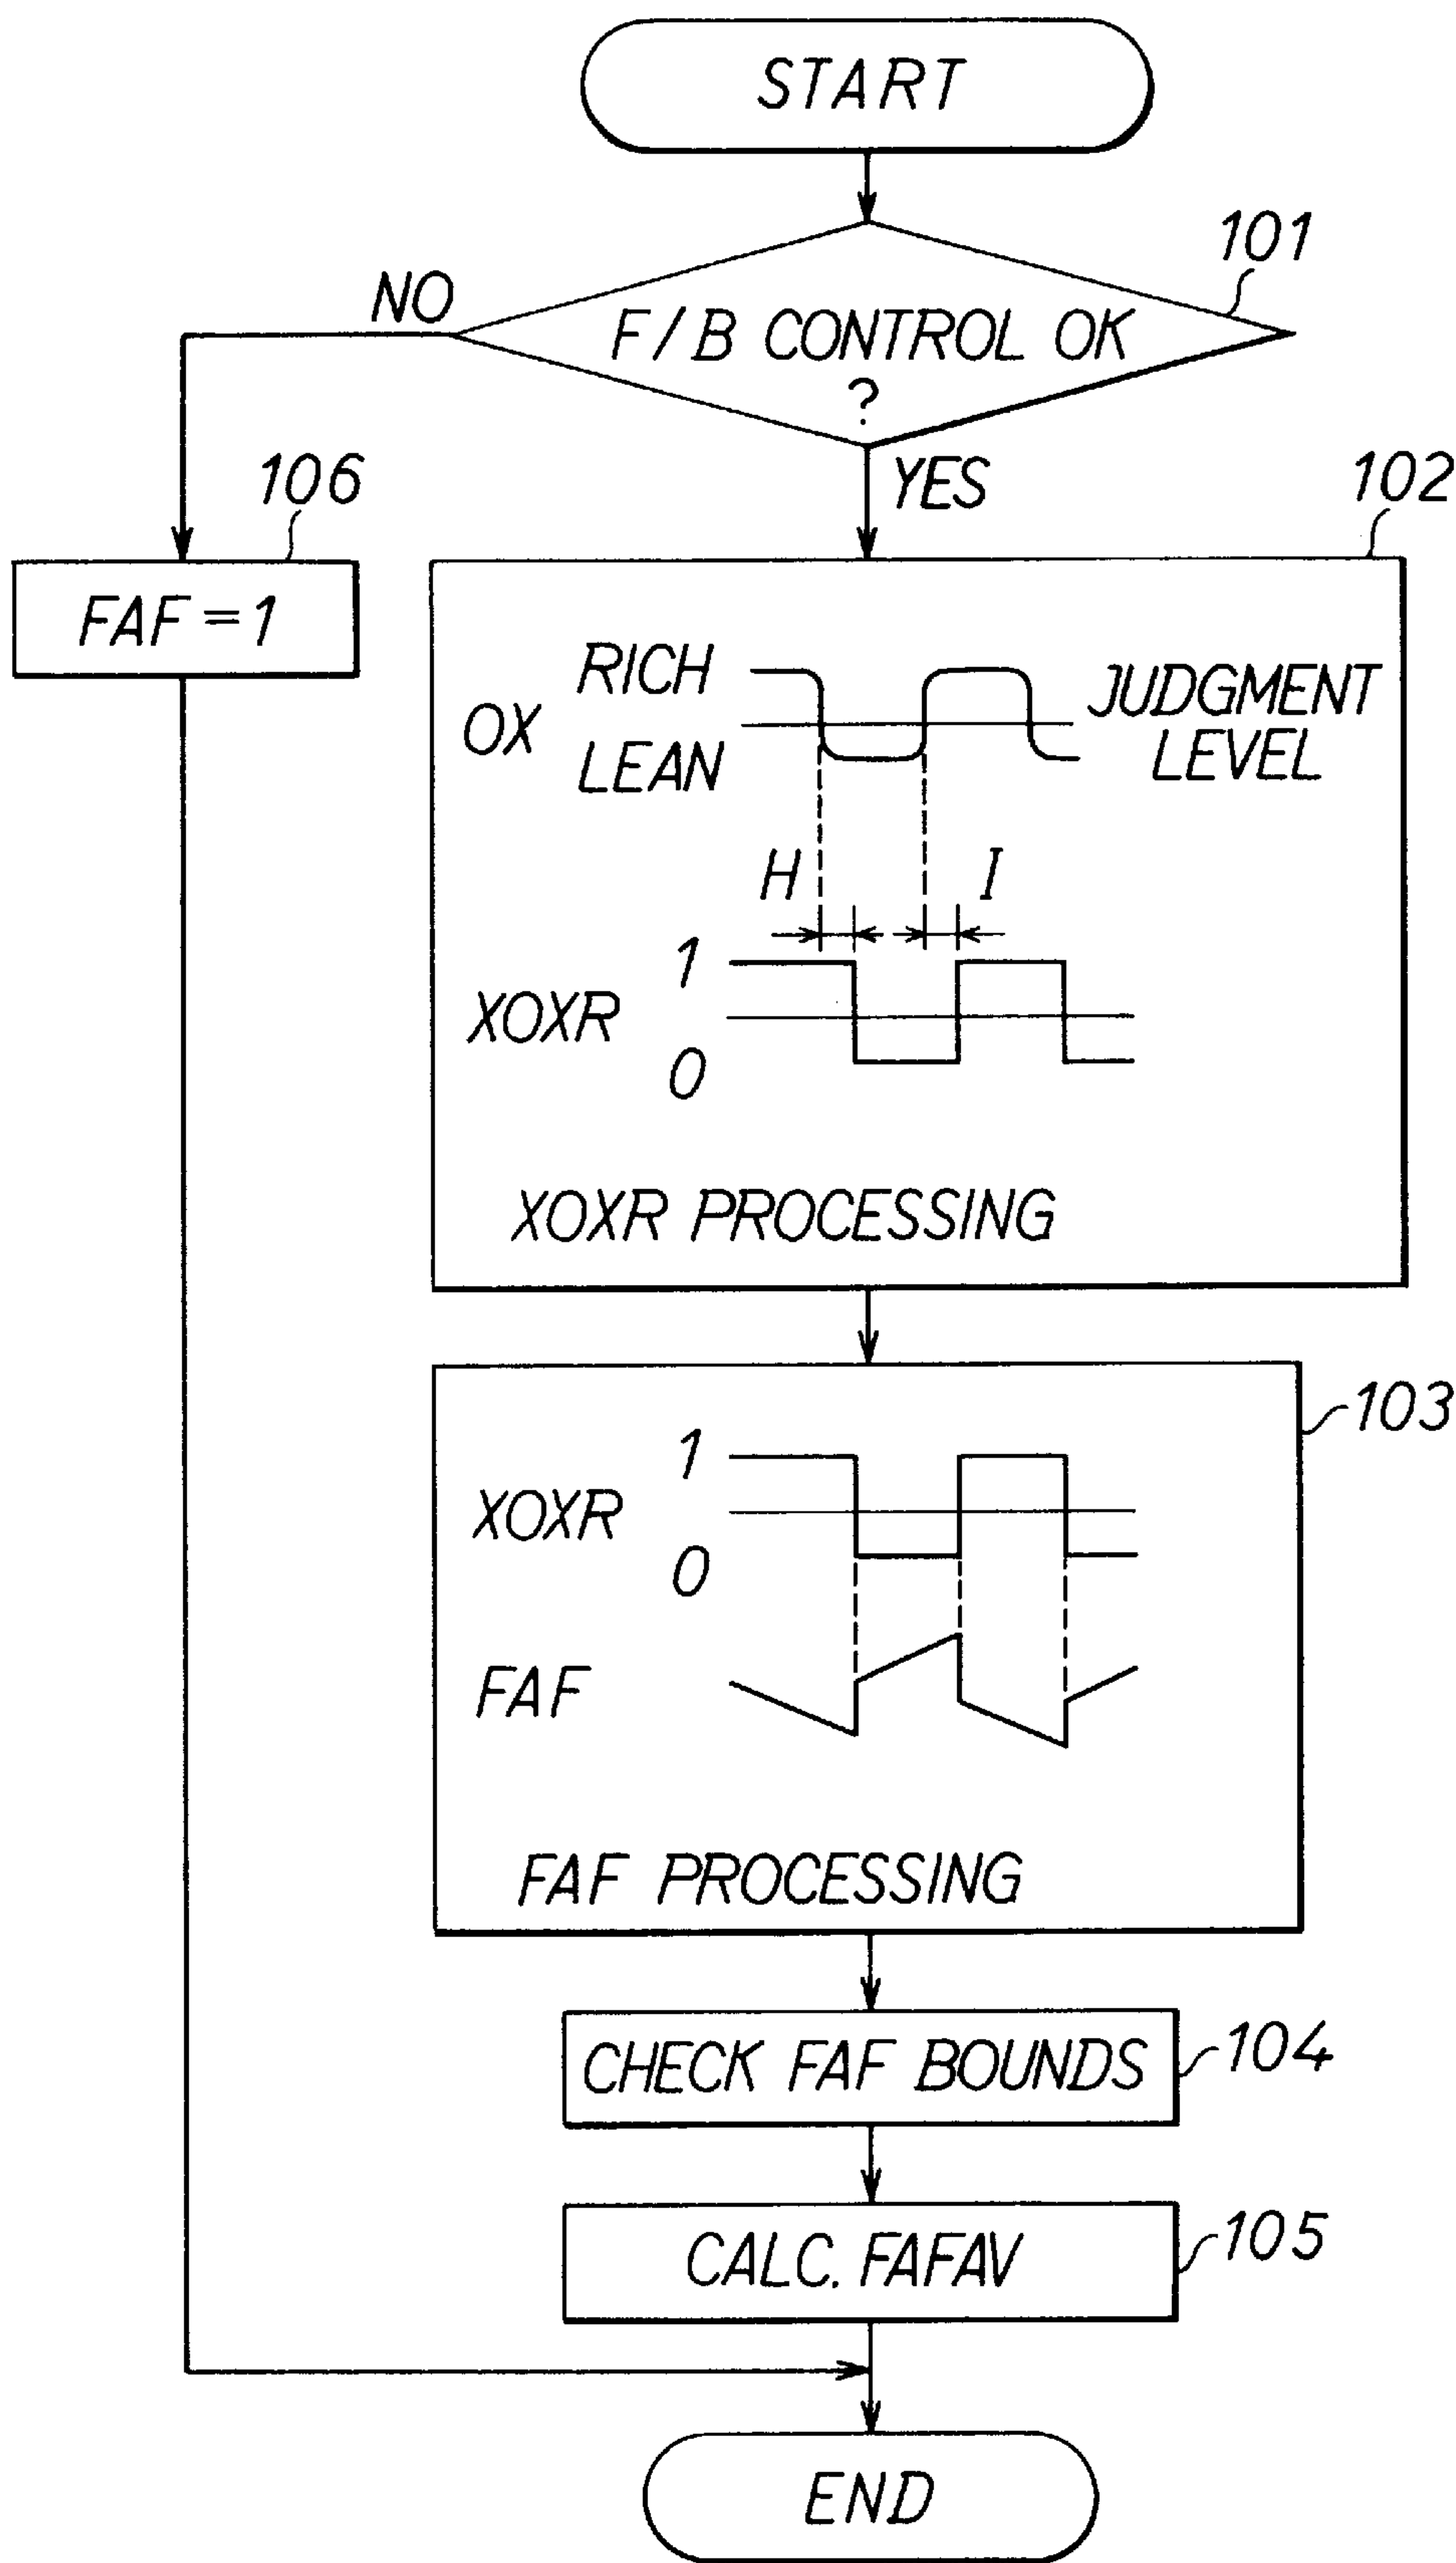 START
101
NO
F/B CONTROL OK
?
YES
106
102
FAF=1
RICH
OX
LEAN
JUDGMENT
LEVEL
H
I
1
XOXR
0
XOXR PROCESSING
103
1
XOXR
0
FAF
FAF PROCESSING
CHECK FAF BOUNDS
104
CALC. FAFAV
105
END